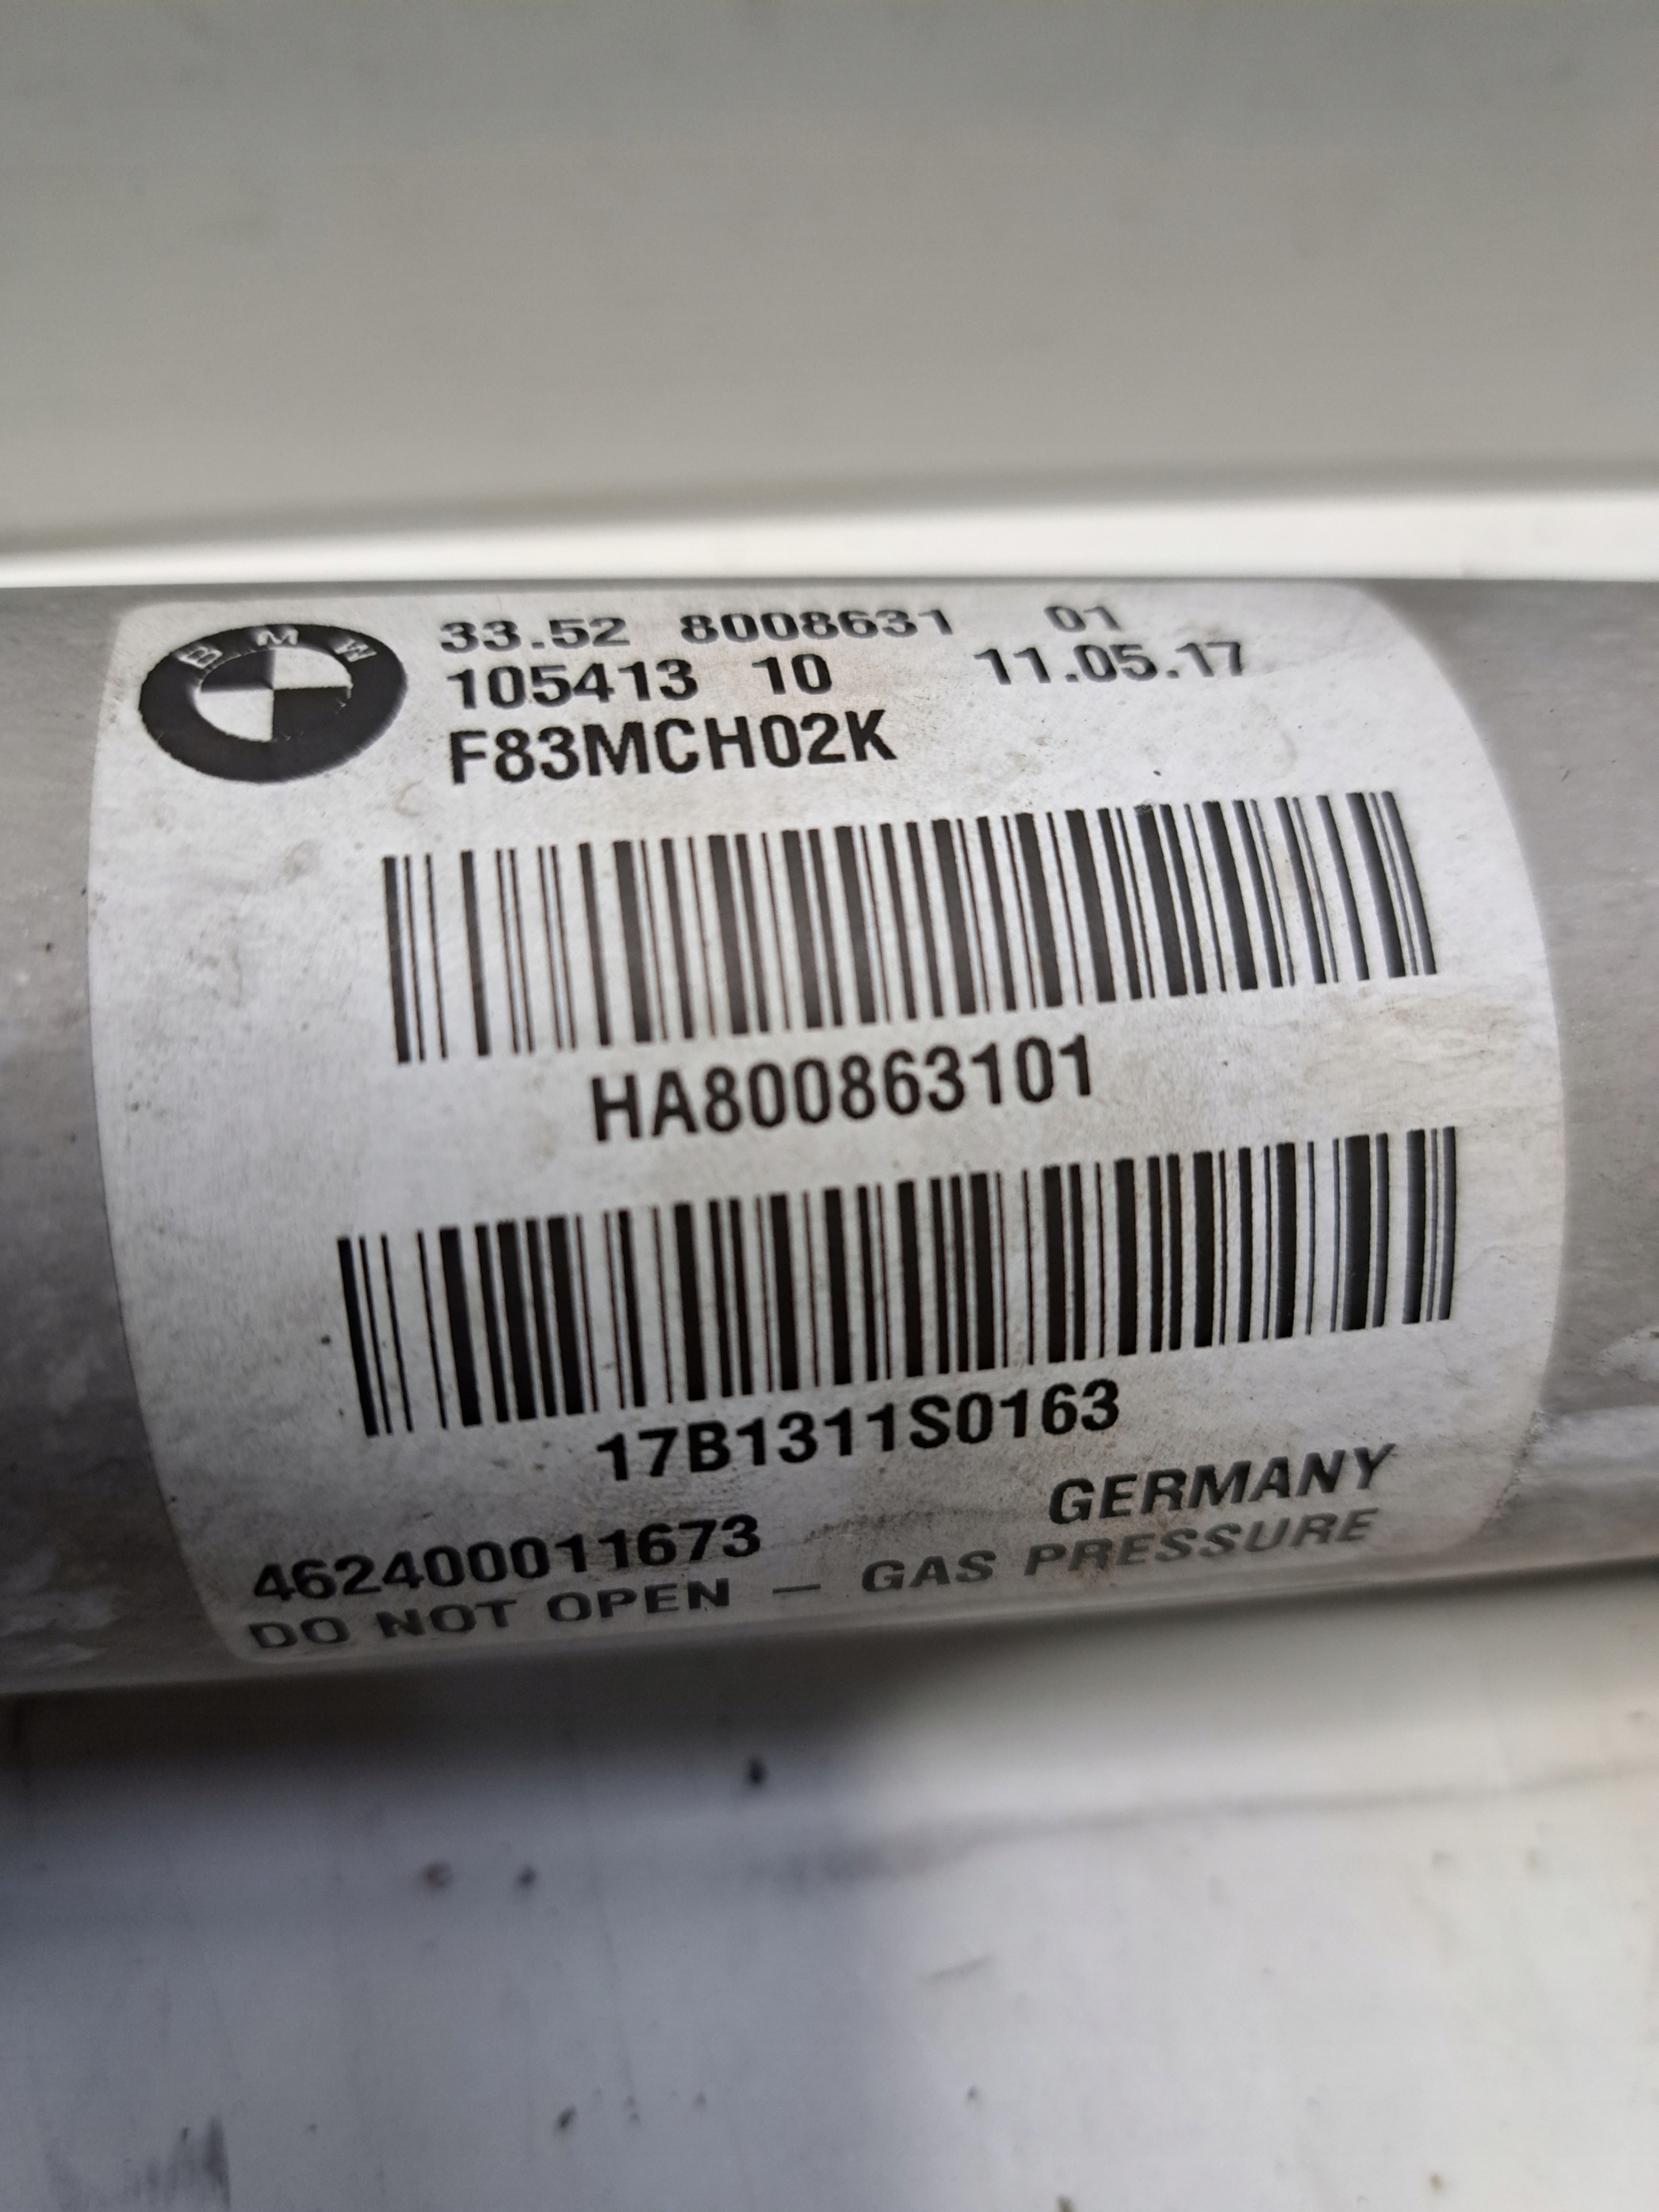 BMW
33.52 8008631 01
105413 10 11.05.17
F83MCH02K
HA800863101
17B1311S0163
GERMANY
462400011673
DO NOT OPEN – GAS PRESSURE